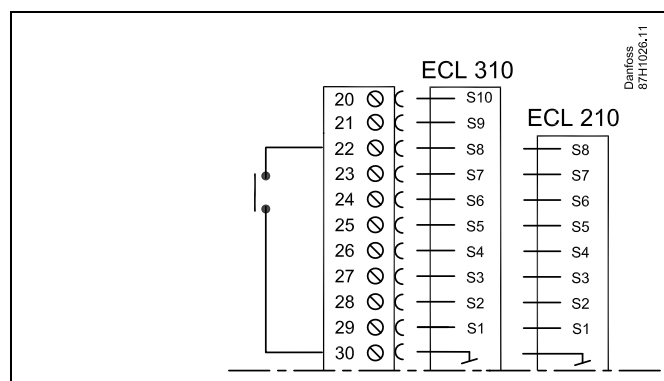 Danfoss
87H1026.11
ECL 310
ECL 210
20 S10
21 S9
22 S8 S8
23 S7 S7
24 S6 S6
25 S5 S5
26 S4 S4
27 S3 S3
28 S2 S2
29 S1 S1
30